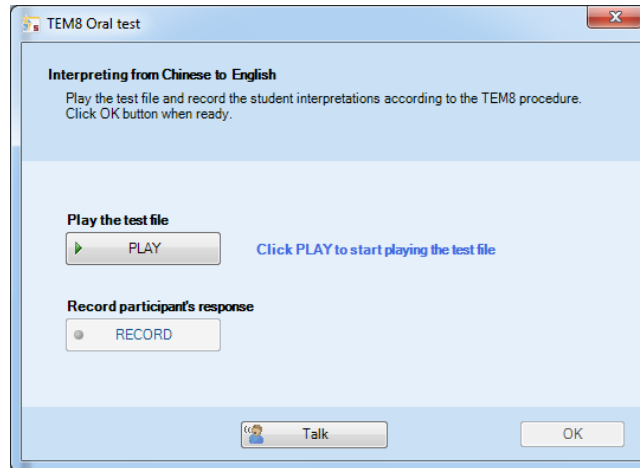 TEM8 Oral test
Interpreting from Chinese to English
Play the test file and record the student interpretations according to the TEM8 procedure.
Click OK button when ready.
Play the test file
PLAY
Click PLAY to start playing the test file
Record participant's response
RECORD
Talk
OK